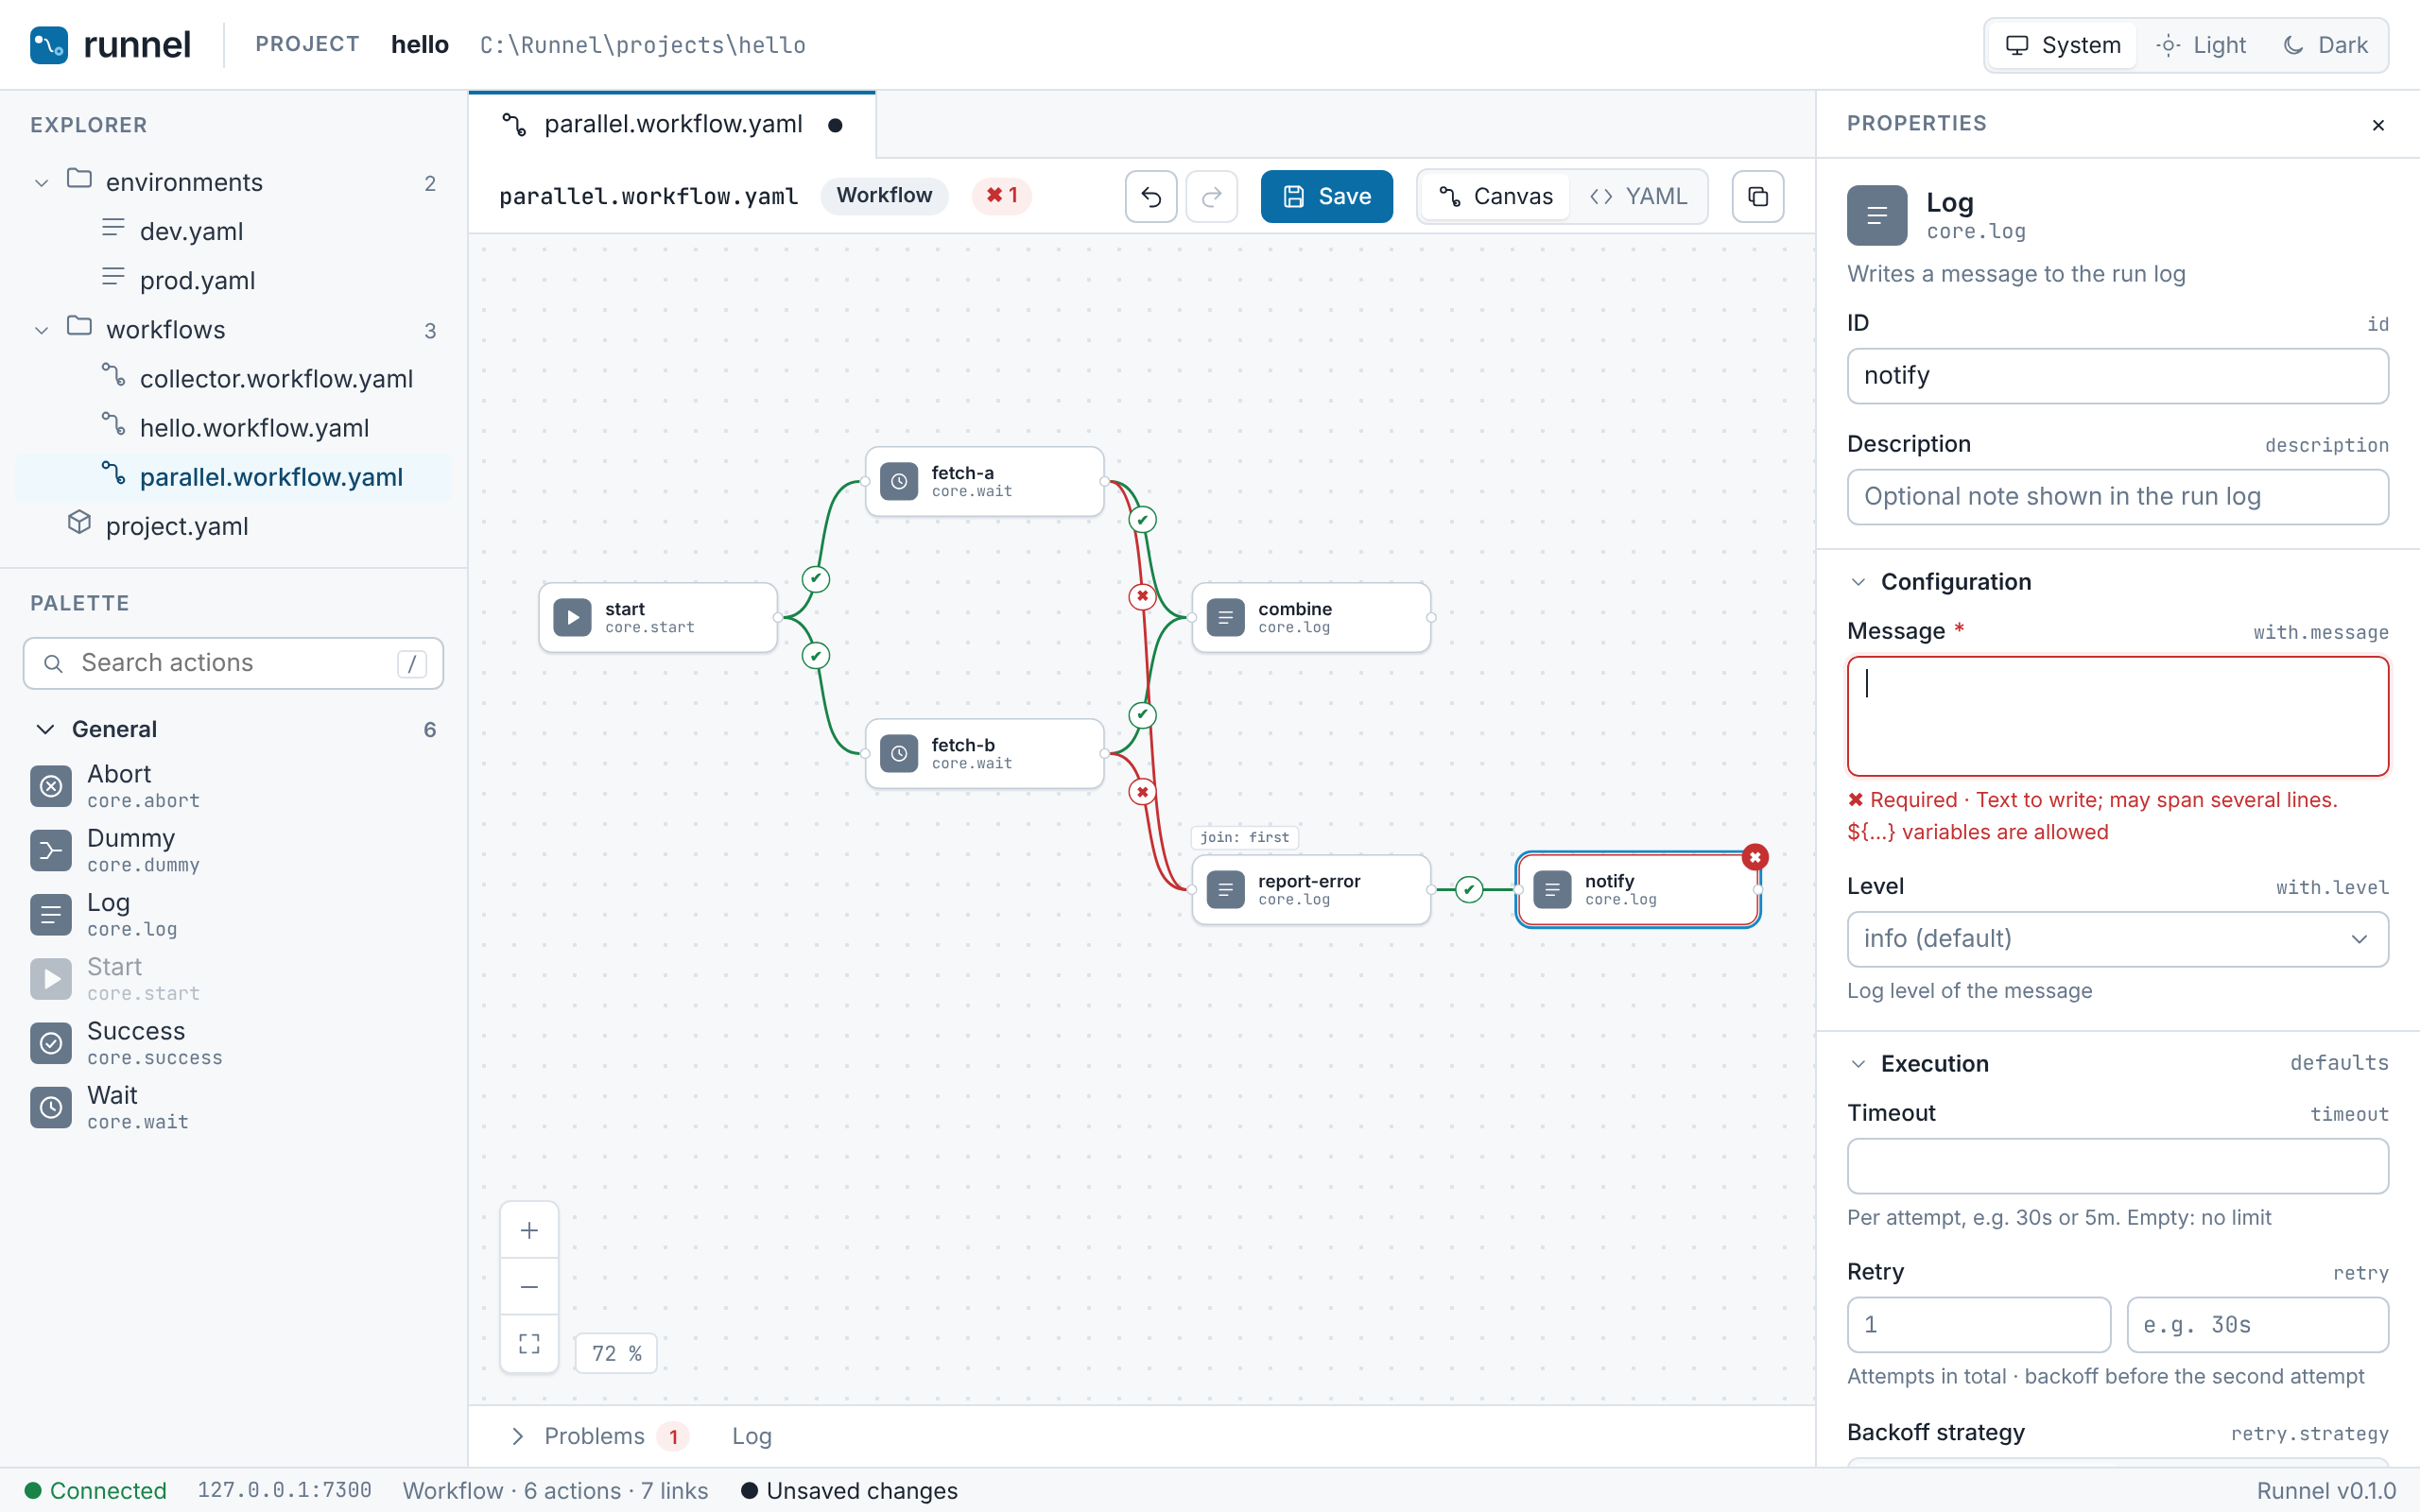 runnel
PROJECT hello C:\Runnel\projects\hello
System Light Dark
EXPLORER
environments 2
dev.yaml
prod.yaml
workflows 3
collector.workflow.yaml
hello.workflow.yaml
parallel.workflow.yaml
project.yaml
PALETTE
Search actions /
General 6
Abort
core.abort
Dummy
core.dummy
Log
core.log
Start
core.start
Success
core.success
Wait
core.wait
parallel.workflow.yaml
parallel.workflow.yaml Workflow ✖ 1 Save Canvas YAML
fetch-a
core.wait
start
core.start
combine
core.log
fetch-b
core.wait
join: first
report-error
core.log
notify
core.log
72 %
Problems 1 Log
PROPERTIES
Log
core.log
Writes a message to the run log
ID id
notify
Description description
Optional note shown in the run log
Configuration
Message * with.message
✖ Required · Text to write; may span several lines.
${...} variables are allowed
Level with.level
info (default)
Log level of the message
Execution defaults
Timeout timeout
Per attempt, e.g. 30s or 5m. Empty: no limit
Retry retry
1 e.g. 30s
Attempts in total · backoff before the second attempt
Backoff strategy retry.strategy
Connected 127.0.0.1:7300 Workflow · 6 actions · 7 links Unsaved changes Runnel v0.1.0